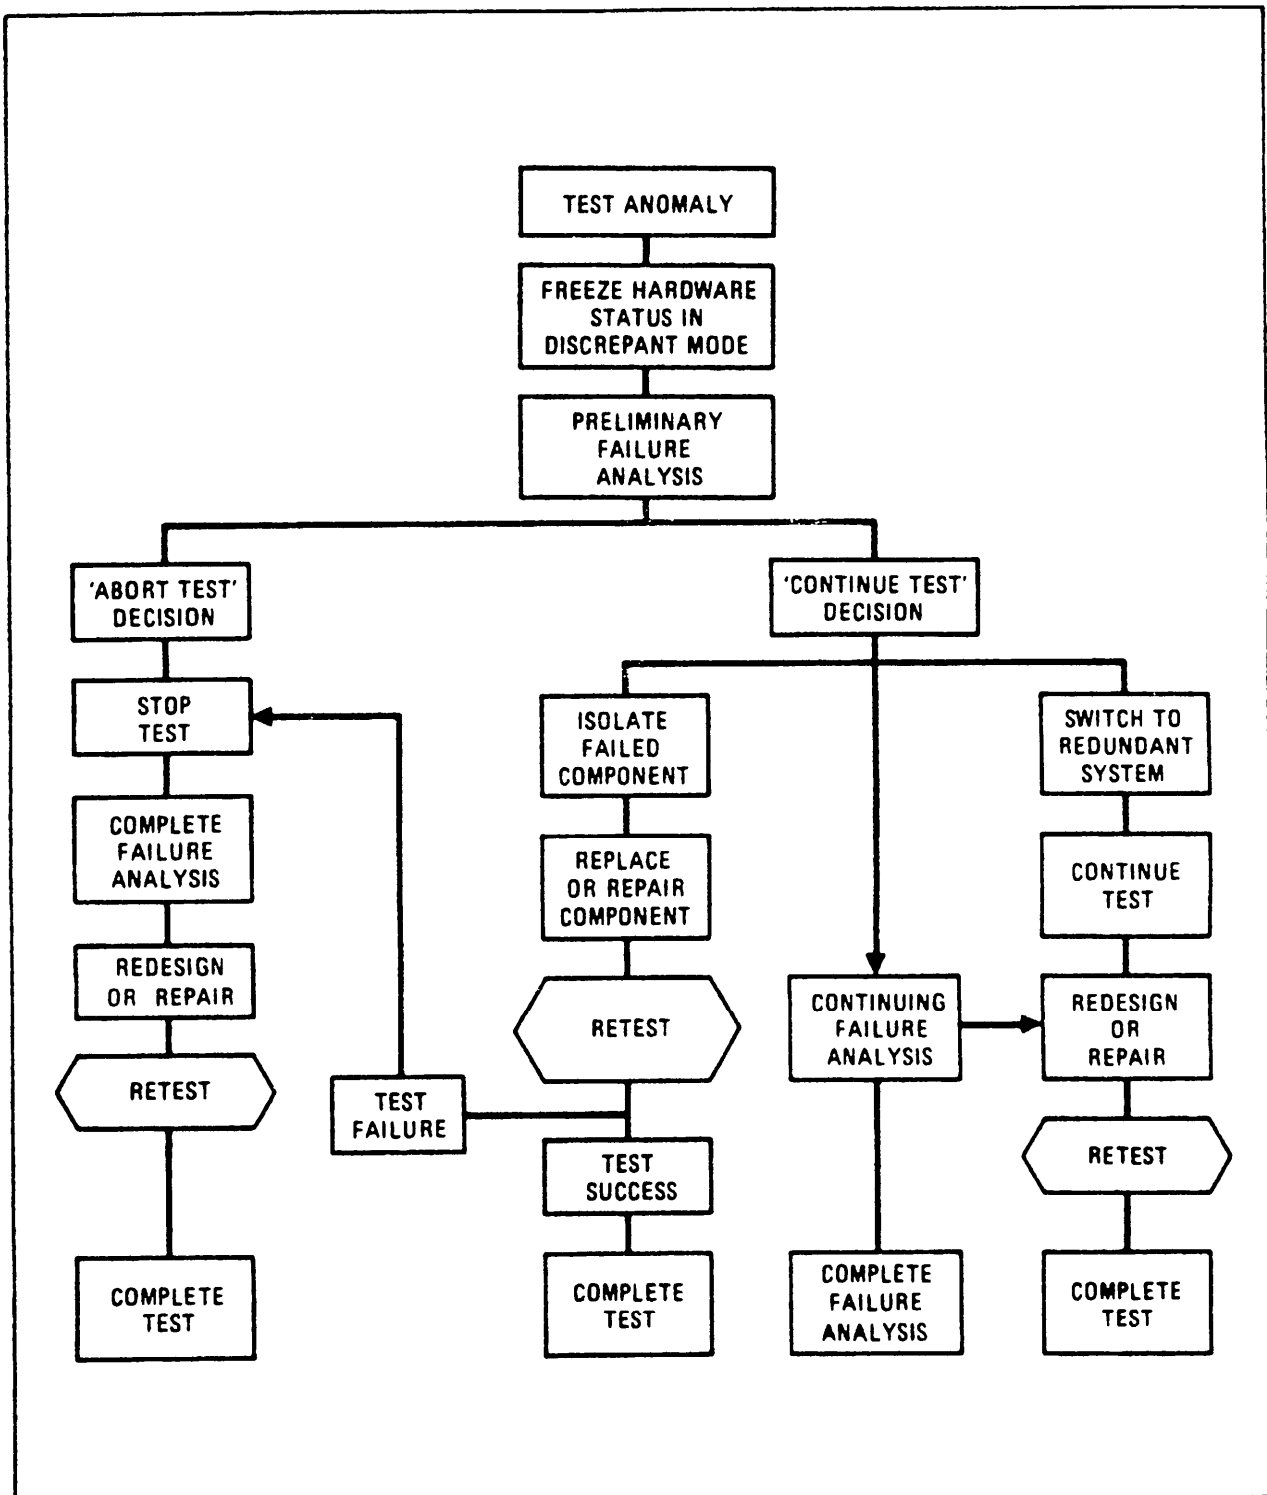 TEST ANOMALY
FREEZE HARDWARE
STATUS IN
DISCREPANT MODE
PRELIMINARY
FAILURE
ANALYSIS
'ABORT TEST'
DECISION
STOP
TEST
COMPLETE
FAILURE
ANALYSIS
REDESIGN
OR REPAIR
RETEST
COMPLETE
TEST
TEST
FAILURE
'CONTINUE TEST'
DECISION
ISOLATE
FAILED
COMPONENT
REPLACE
OR REPAIR
COMPONENT
RETEST
TEST
SUCCESS
COMPLETE
TEST
CONTINUING
FAILURE
ANALYSIS
COMPLETE
FAILURE
ANALYSIS
SWITCH TO
REDUNDANT
SYSTEM
CONTINUE
TEST
REDESIGN
OR
REPAIR
RETEST
COMPLETE
TEST